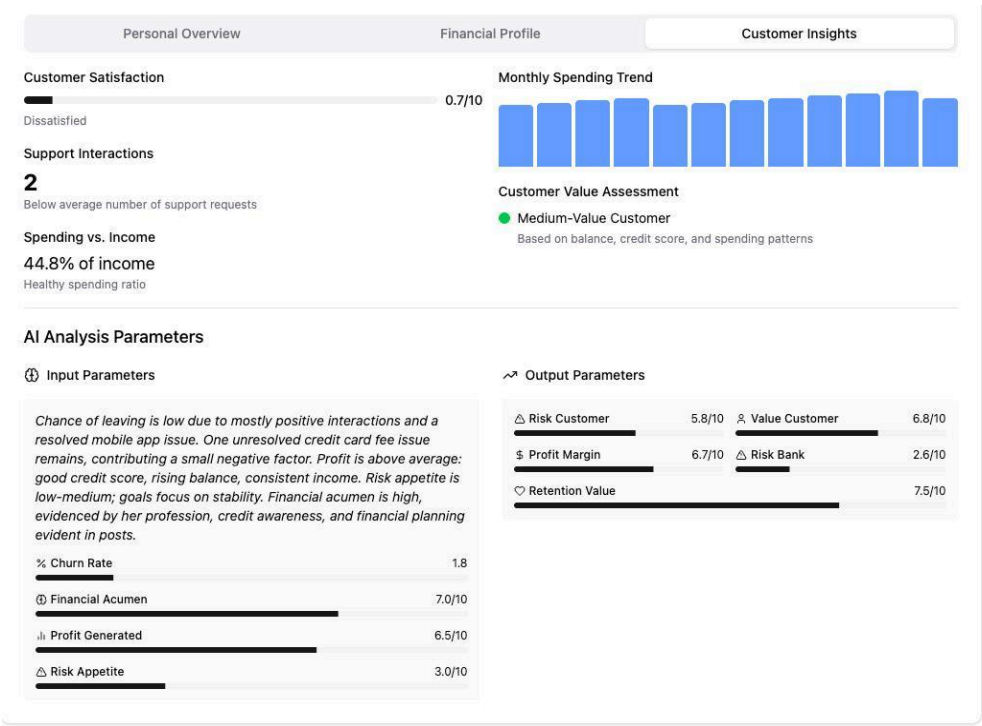 Personal Overview
Financial Profile
Customer Insights
Customer Satisfaction
0.7/10
Dissatisfied
Support Interactions
2
Below average number of support requests
Spending vs. Income
44.8% of income
Healthy spending ratio
Monthly Spending Trend
Customer Value Assessment
Medium-Value Customer
Based on balance, credit score, and spending patterns
AI Analysis Parameters
Input Parameters
Chance of leaving is low due to mostly positive interactions and a
resolved mobile app issue. One unresolved credit card fee issue
remains, contributing a small negative factor. Profit is above average:
good credit score, rising balance, consistent income. Risk appetite is
low-medium; goals focus on stability. Financial acumen is high,
evidenced by her profession, credit awareness, and financial planning
evident in posts.
% Churn Rate 1.8
Financial Acumen 7.0/10
Profit Generated 6.5/10
Risk Appetite 3.0/10
Output Parameters
Risk Customer 5.8/10
Value Customer 6.8/10
$ Profit Margin 6.7/10
Risk Bank 2.6/10
Retention Value 7.5/10